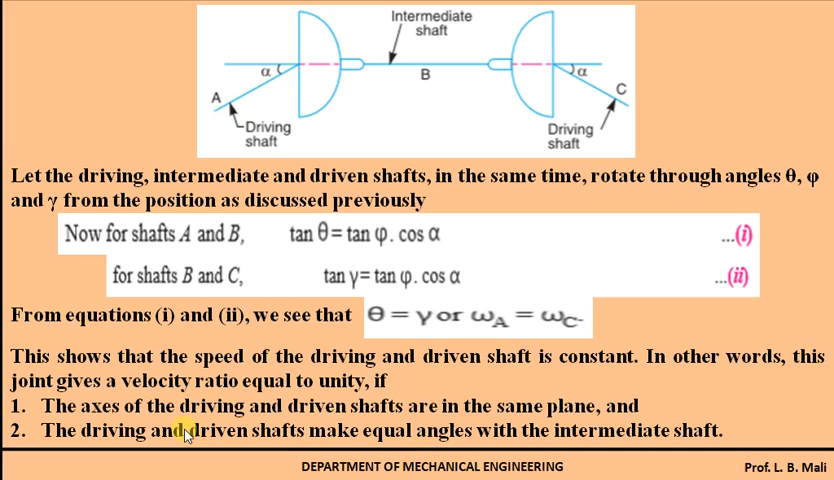 Intermediate
shaft
α
α
A
B
C
Driving
shaft
Driving
shaft
Let the driving, intermediate and driven shafts, in the same time, rotate through angles θ, φ
and γ from the position as discussed previously
Now for shafts A and B, tan θ = tan φ . cos α ...(i)
for shafts B and C, tan γ = tan φ . cos α ...(ii)
From equations (i) and (ii), we see that θ = γ or ωA = ωC.
This shows that the speed of the driving and driven shaft is constant. In other words, this
joint gives a velocity ratio equal to unity, if
1. The axes of the driving and driven shafts are in the same plane, and
2. The driving and driven shafts make equal angles with the intermediate shaft.
DEPARTMENT OF MECHANICAL ENGINEERING Prof. L. B. Mali